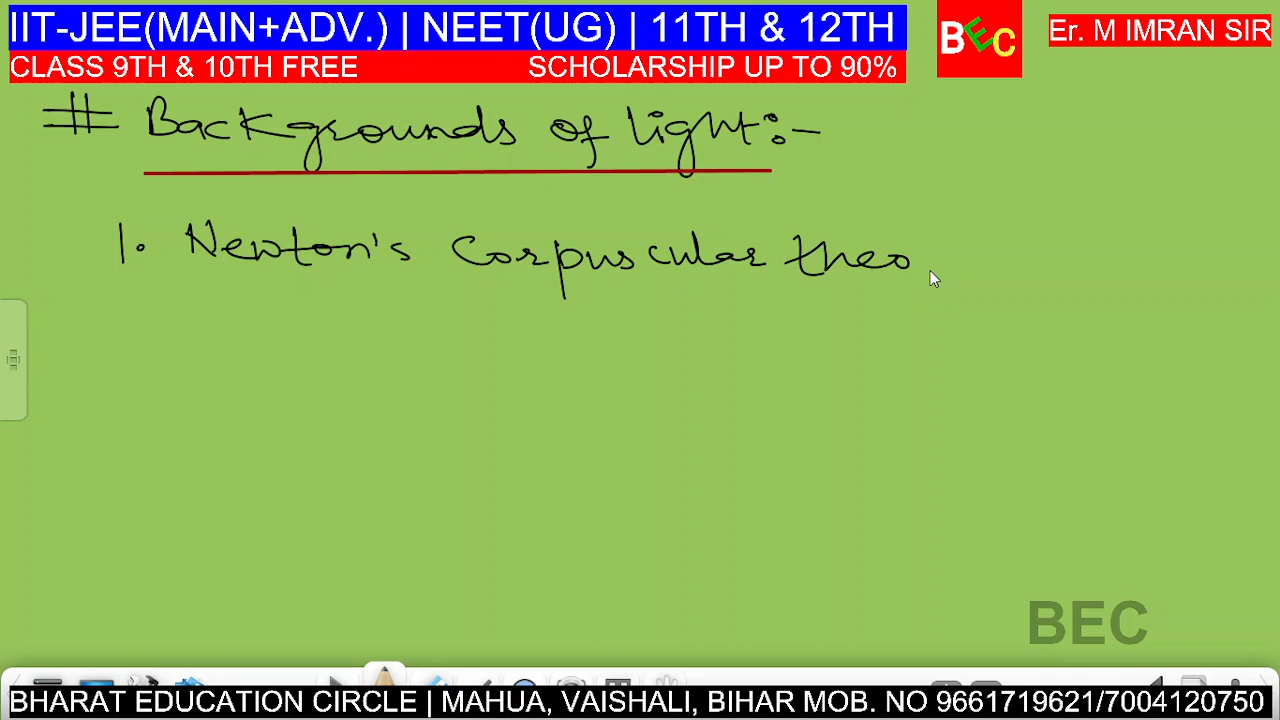 IIT-JEE(MAIN+ADV.) | NEET(UG) | 11TH & 12TH
BEC
Er. M IMRAN SIR
CLASS 9TH & 10TH FREE SCHOLARSHIP UP TO 90%
# Backgrounds of light:-
1. Newton's Corpuscular theo
BEC
BHARAT EDUCATION CIRCLE | MAHUA, VAISHALI, BIHAR MOB. NO 9661719621/7004120750